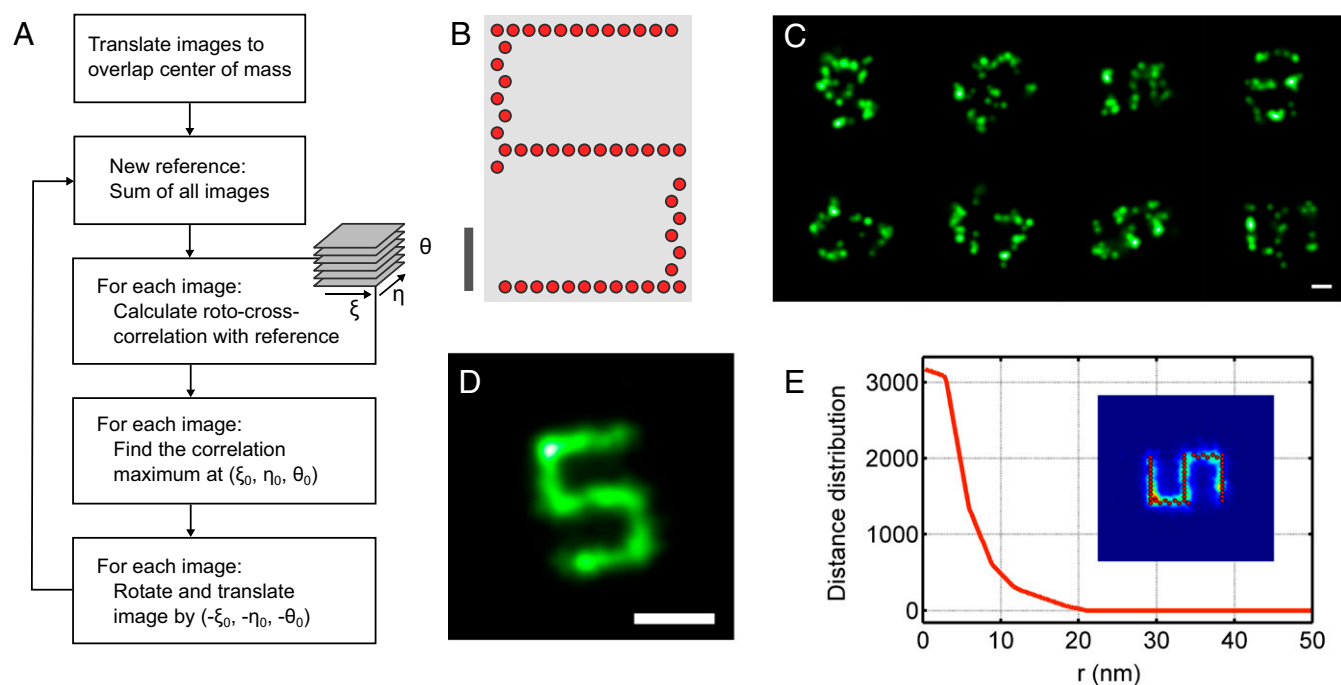 A
Translate images to
overlap center of mass
New reference:
Sum of all images
For each image:
Calculate roto-cross-
correlation with reference
ξ
η
θ
For each image:
Find the correlation
maximum at (ξ₀, η₀, θ₀)
For each image:
Rotate and translate
image by (-ξ₀, -η₀, -θ₀)
B
C
D
E
Distance distribution
3000
2000
1000
0
0
10
20
30
40
50
r (nm)